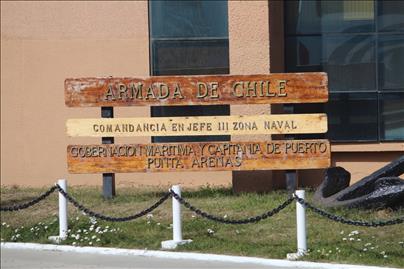 ARMADA DE CHILE
COMANDANCIA EN JEFE III ZONA NAVAL
GOBERNACION MARITIMA Y CAPITANIA DE PUERTO
PUNTA ARENAS